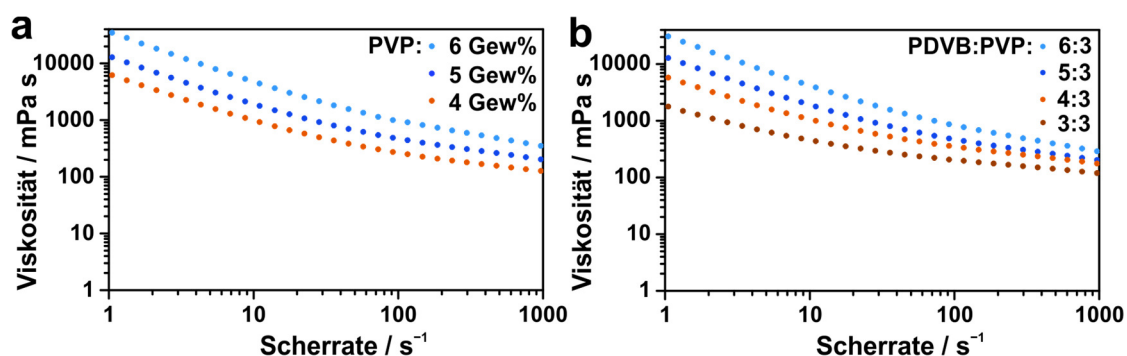 a
PVP: 6 Gew%
5 Gew%
4 Gew%
10000
1000
100
10
1
Viskosität / mPa s
1 10 100 1000
Scherrate / s⁻¹
b
PDVB:PVP: 6:3
5:3
4:3
3:3
10000
1000
100
10
1
Viskosität / mPa s
1 10 100 1000
Scherrate / s⁻¹